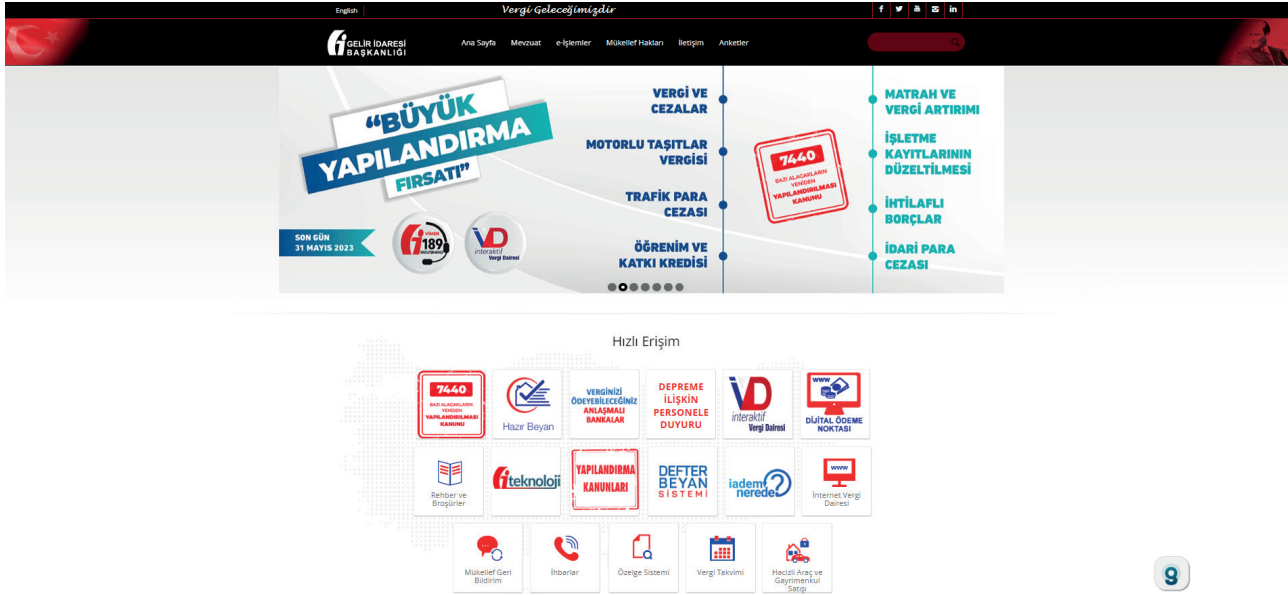 English
Vergi Geleceğimizdir
GELİR İDARESİ
BAŞKANLIĞI
Ana Sayfa
Mevzuat
e-İşlemler
Mükellef Hakları
İletişim
Anketler
"BÜYÜK
YAPILANDIRMA
FIRSATI"
SON GÜN
31 MAYIS 2023
189
interaktif
Vergi Dairesi
VERGİ VE
CEZALAR
MOTORLU TAŞITLAR
VERGİSİ
TRAFİK PARA
CEZASI
ÖĞRENİM VE
KATKI KREDİSİ
7440
BAZI ALACAKLARIN
YENİDEN
YAPILANDIRILMASI
KANUNU
MATRAH VE
VERGİ ARTIRIMI
İŞLETME
KAYITLARININ
DÜZELTİLMESİ
İHTİLAFLI
BORÇLAR
İDARİ PARA
CEZASI
Hızlı Erişim
7440
BAZI ALACAKLARIN
YENİDEN
YAPILANDIRILMASI
KANUNU
Hazır Beyan
VERGİNİZİ
ÖDEYEBİLECEĞİNİZ
ANLAŞMALI
BANKALAR
DEPREME
İLİŞKİN
PERSONELE
DUYURU
interaktif
Vergi Dairesi
www
DİJİTAL ÖDEME
NOKTASI
Rehber ve
Broşürler
teknoloji
YAPILANDIRMA
KANUNLARI
DEFTER
BEYAN
SİSTEMİ
iadem
nerede?
www
İnternet Vergi
Dairesi
Mükellef Geri
Bildirim
İhbarlar
Özelge Sistemi
Vergi Takvimi
Hacizli Araç ve
Gayrimenkul
Satışı